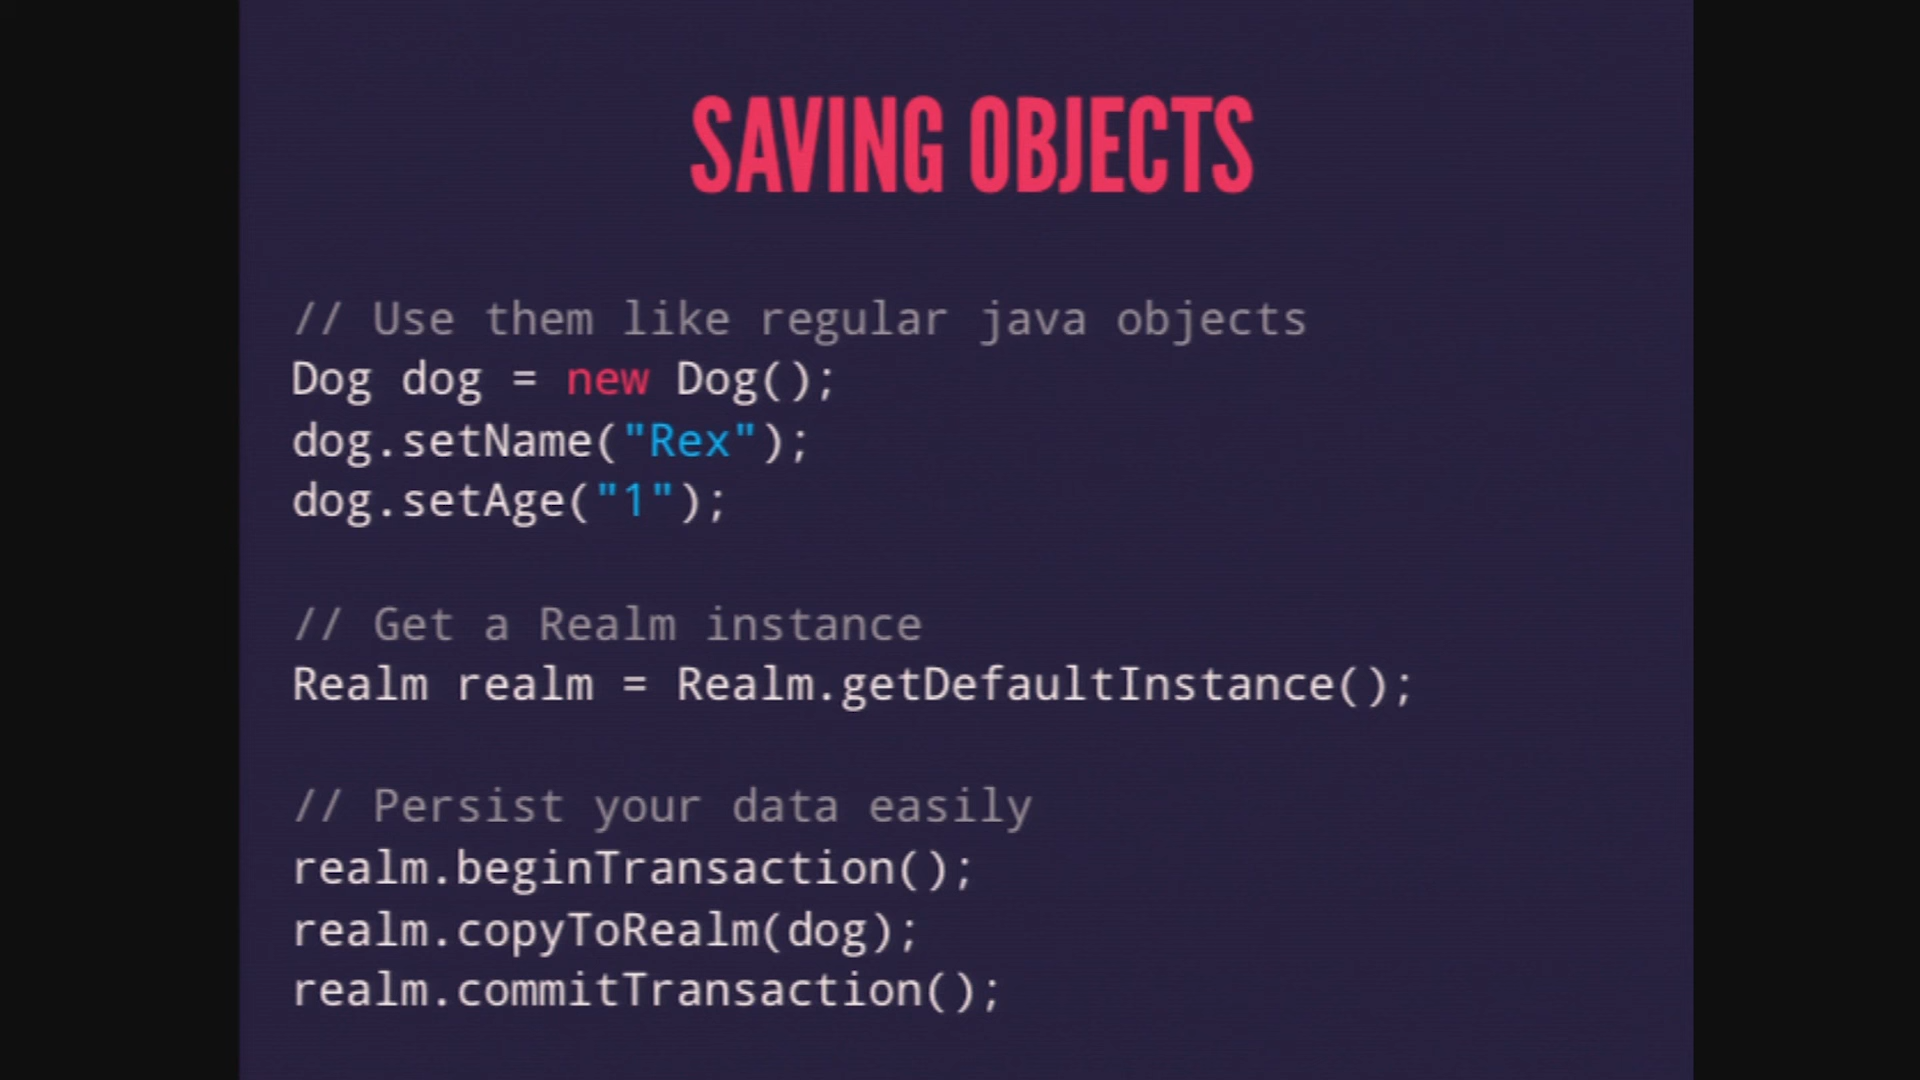 SAVING OBJECTS
// Use them like regular java objects
Dog dog = new Dog();
dog.setName("Rex");
dog.setAge("1");
// Get a Realm instance
Realm realm = Realm.getDefaultInstance();
// Persist your data easily
realm.beginTransaction();
realm.copyToRealm(dog);
realm.commitTransaction();